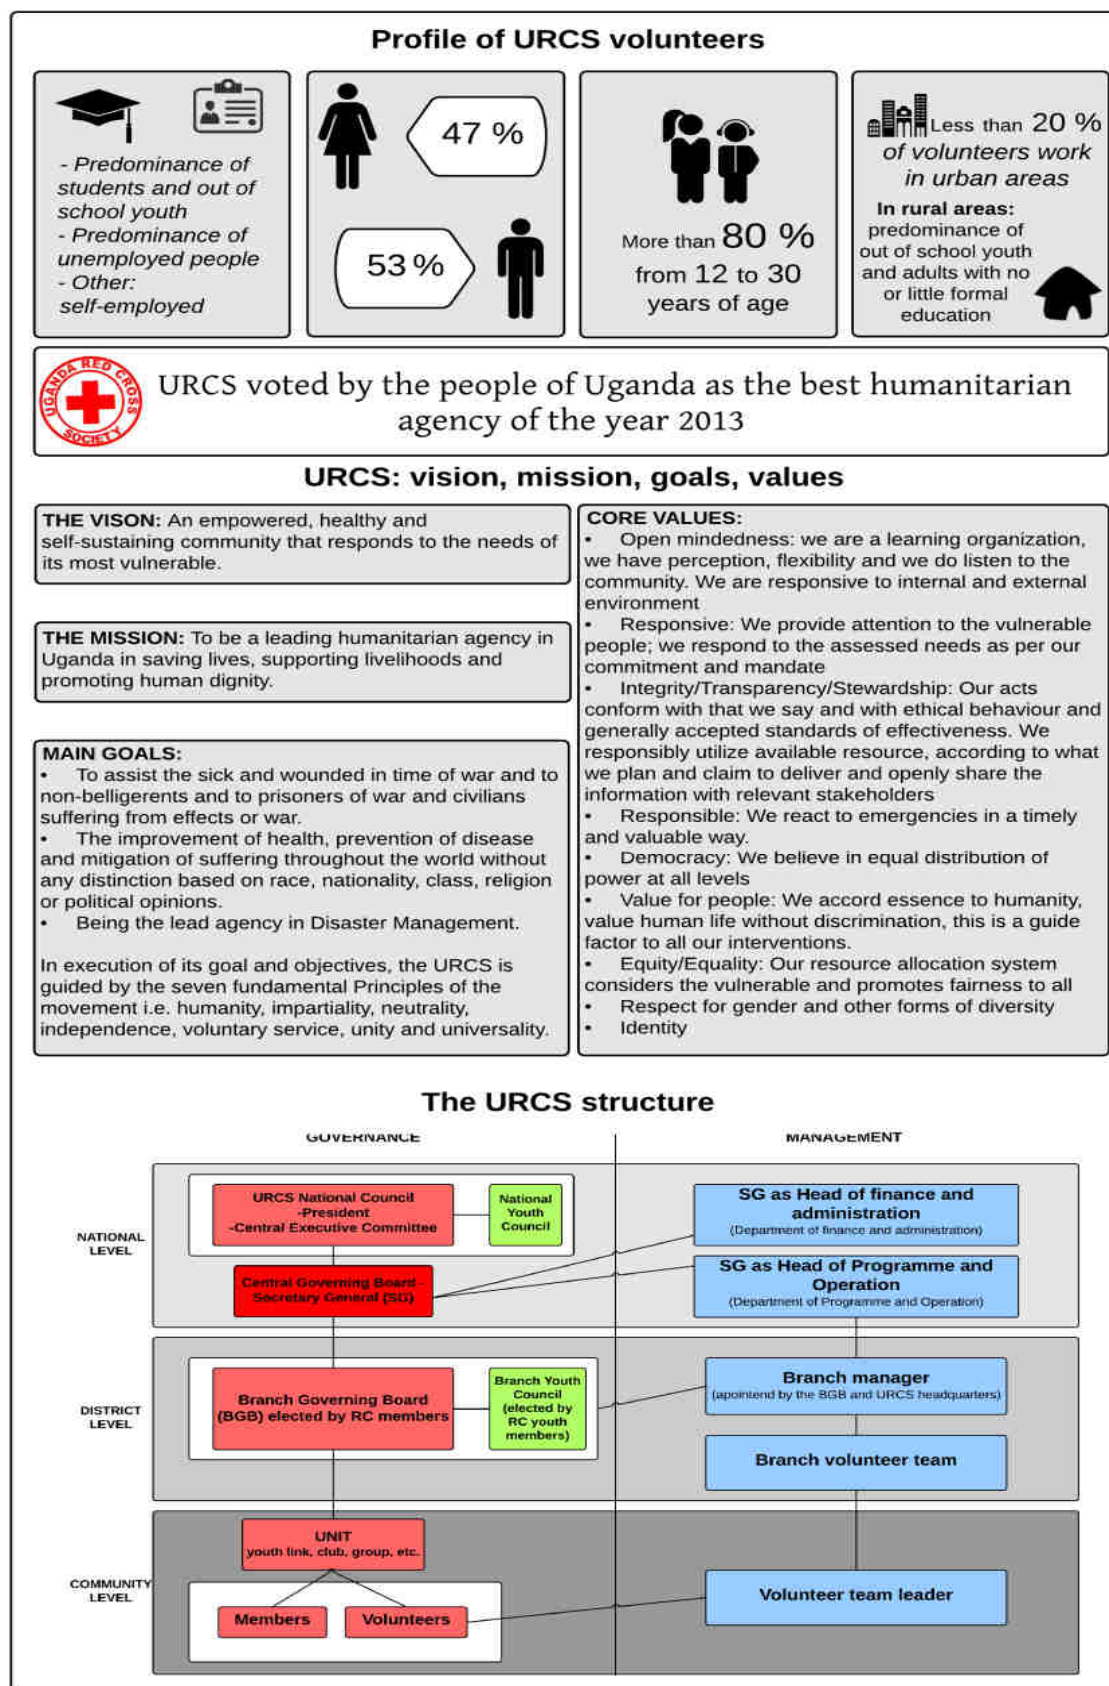 Profile of URCS volunteers
- Predominance of
students and out of
school youth
- Predominance of
unemployed people
- Other:
self-employed
47 %
53 %
More than 80 %
from 12 to 30
years of age
Less than 20 %
of volunteers work
in urban areas
In rural areas:
predominance of
out of school youth
and adults with no
or little formal
education
UGANDA RED CROSS
SOCIETY
URCS voted by the people of Uganda as the best humanitarian
agency of the year 2013
URCS: vision, mission, goals, values
THE VISON: An empowered, healthy and
self-sustaining community that responds to the needs of
its most vulnerable.
THE MISSION: To be a leading humanitarian agency in
Uganda in saving lives, supporting livelihoods and
promoting human dignity.
MAIN GOALS:
• To assist the sick and wounded in time of war and to
non-belligerents and to prisoners of war and civilians
suffering from effects or war.
• The improvement of health, prevention of disease
and mitigation of suffering throughout the world without
any distinction based on race, nationality, class, religion
or political opinions.
• Being the lead agency in Disaster Management.
In execution of its goal and objectives, the URCS is
guided by the seven fundamental Principles of the
movement i.e. humanity, impartiality, neutrality,
independence, voluntary service, unity and universality.
CORE VALUES:
• Open mindedness: we are a learning organization,
we have perception, flexibility and we do listen to the
community. We are responsive to internal and external
environment
• Responsive: We provide attention to the vulnerable
people; we respond to the assessed needs as per our
commitment and mandate
• Integrity/Transparency/Stewardship: Our acts
conform with that we say and with ethical behaviour and
generally accepted standards of effectiveness. We
responsibly utilize available resource, according to what
we plan and claim to deliver and openly share the
information with relevant stakeholders
• Responsible: We react to emergencies in a timely
and valuable way.
• Democracy: We believe in equal distribution of
power at all levels
• Value for people: We accord essence to humanity,
value human life without discrimination, this is a guide
factor to all our interventions.
• Equity/Equality: Our resource allocation system
considers the vulnerable and promotes fairness to all
• Respect for gender and other forms of diversity
• Identity
The URCS structure
GOVERNANCE
MANAGEMENT
NATIONAL
LEVEL
URCS National Council
-President
-Central Executive Committee
National
Youth
Council
Central Governing Board -
Secretary General (SG)
SG as Head of finance and
administration
(Department of finance and administration)
SG as Head of Programme and
Operation
(Department of Programme and Operation)
DISTRICT
LEVEL
Branch Governing Board
(BGB) elected by RC members
Branch Youth
Council
(elected by
RC youth
members)
Branch manager
(apointend by the BGB and URCS headquarters)
Branch volunteer team
COMMUNITY
LEVEL
UNIT
youth link, club, group, etc.
Members
Volunteers
Volunteer team leader